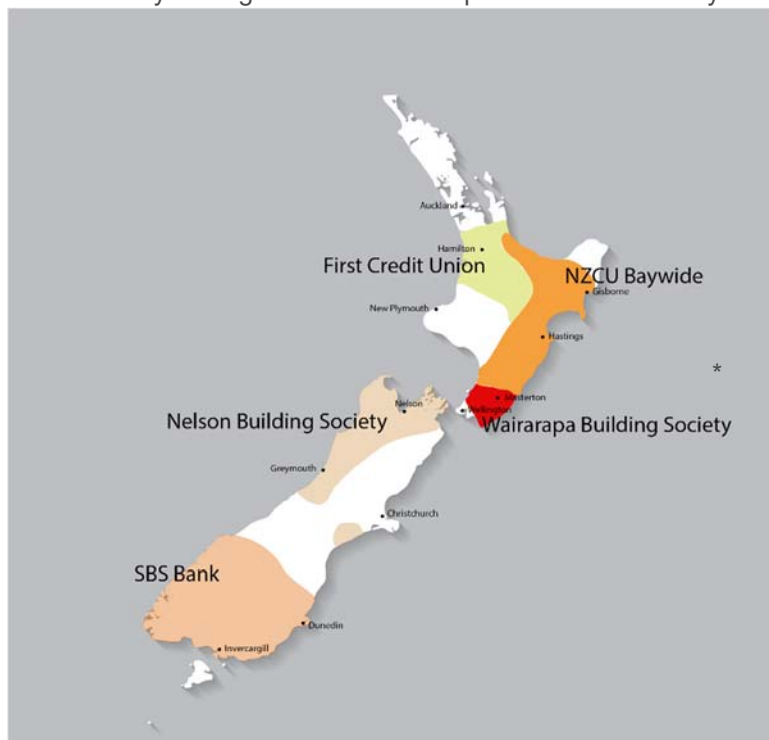 Auckland
Hamilton
First Credit Union
NZCU Baywide
Gisborne
New Plymouth
Hastings
*
Masterton
Nelson
Wellington
Nelson Building Society
Wairarapa Building Society
Greymouth
Christchurch
SBS Bank
Dunedin
Invercargill